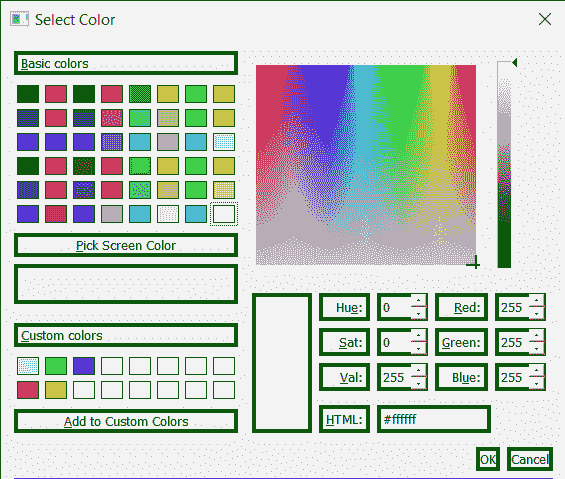 Select Color
Basic colors
Pick Screen Color
Custom colors
Add to Custom Colors
Hue: 0 Red: 255
Sat: 0 Green: 255
Val: 255 Blue: 255
HTML: #ffffff
OK Cancel